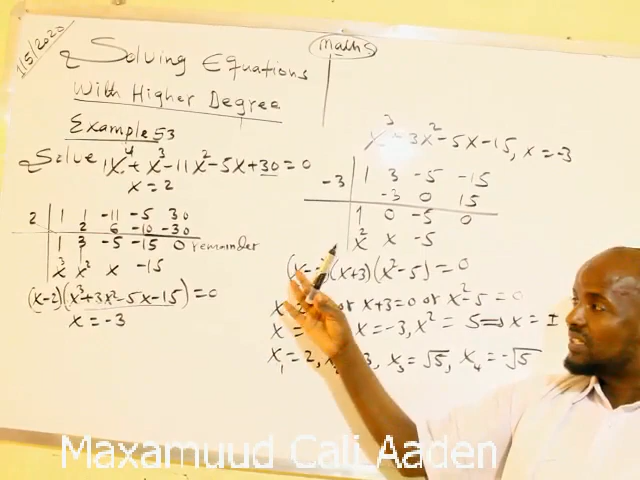 1/5/2020
Solving Equations
With Higher Degree
Example 53
Solve 1x⁴ + x³ - 11x² - 5x + 30 = 0
x = 2
2 | 1 1 -11 -5 30
2 6 -10 -30
1 3 -5 -15 0 remainder
x³ x² x -15
(x-2)(x³+3x²-5x-15) = 0
x = -3
Maths
x³ + 3x² - 5x - 15, x = -3
-3 | 1 3 -5 -15
-3 0 15
1 0 -5 0
x² x -5
(x-2)(x+3)(x²-5) = 0
or x+3=0 or x²-5=0
x = x = -3, x² = 5 ⇒ x = ±
x₁ = 2, 3, x₃ = √5, x₄ = -√5
Maxamuud Cali Aaden